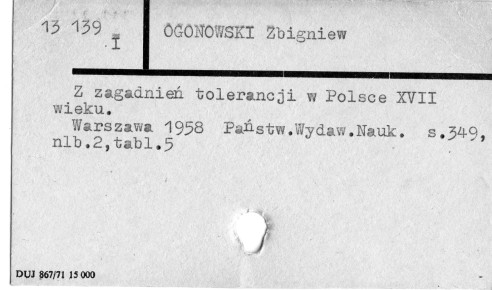 13 139 I
OGONOWSKI Zbigniew
Z zagadnień tolerancji w Polsce XVII
wieku.
Warszawa 1958 Państw.Wydaw.Nauk. s.349,
nlb.2,tabl.5
DUJ 867/71 15 000